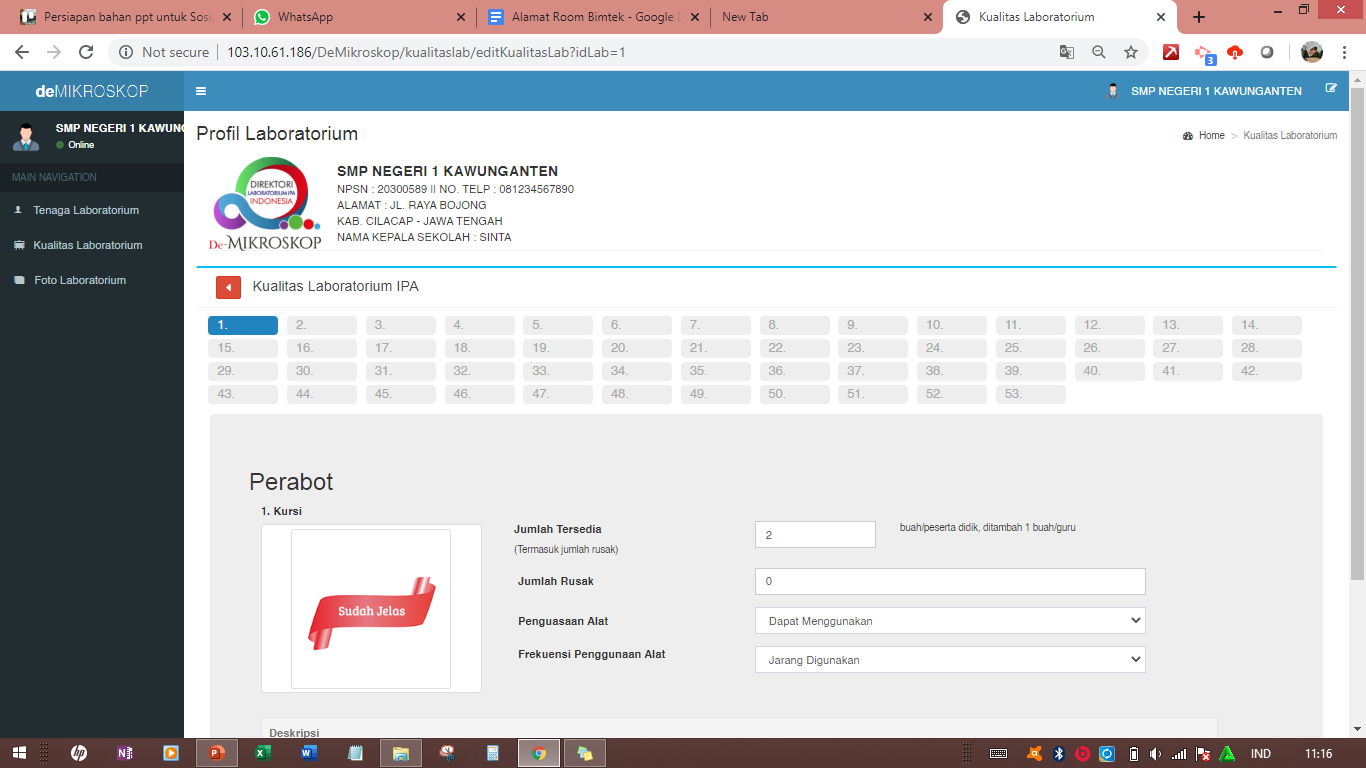 Persiapan bahan ppt untuk Sosi
WhatsApp
Alamat Room Bimtek - Google D
New Tab
Kualitas Laboratorium
Not secure
103.10.61.186/DeMikroskop/kualitaslab/editKualitasLab?idLab=1
3
deMIKROSKOP
SMP NEGERI 1 KAWUNGANTEN
SMP NEGERI 1 KAWUNG
Online
MAIN NAVIGATION
Tenaga Laboratorium
Kualitas Laboratorium
Foto Laboratorium
Profil Laboratorium
Home > Kualitas Laboratorium
DIREKTORI
LABORATORIUM IPA
INDONESIA
De-MIKROSKOP
SMP NEGERI 1 KAWUNGANTEN
NPSN : 20300589 || NO. TELP : 081234567890
ALAMAT : JL. RAYA BOJONG
KAB. CILACAP - JAWA TENGAH
NAMA KEPALA SEKOLAH : SINTA
Kualitas Laboratorium IPA
1. 2. 3. 4. 5. 6. 7. 8. 9. 10. 11. 12. 13. 14.
15. 16. 17. 18. 19. 20. 21. 22. 23. 24. 25. 26. 27. 28.
29. 30. 31. 32. 33. 34. 35. 36. 37. 38. 39. 40. 41. 42.
43. 44. 45. 46. 47. 48. 49. 50. 51. 52. 53.
Perabot
1. Kursi
Sudah Jelas
Jumlah Tersedia
(Termasuk jumlah rusak)
2
buah/peserta didik, ditambah 1 buah/guru
Jumlah Rusak
0
Penguasaan Alat
Dapat Menggunakan
Frekuensi Penggunaan Alat
Jarang Digunakan
Deskripsi
IND
11:16